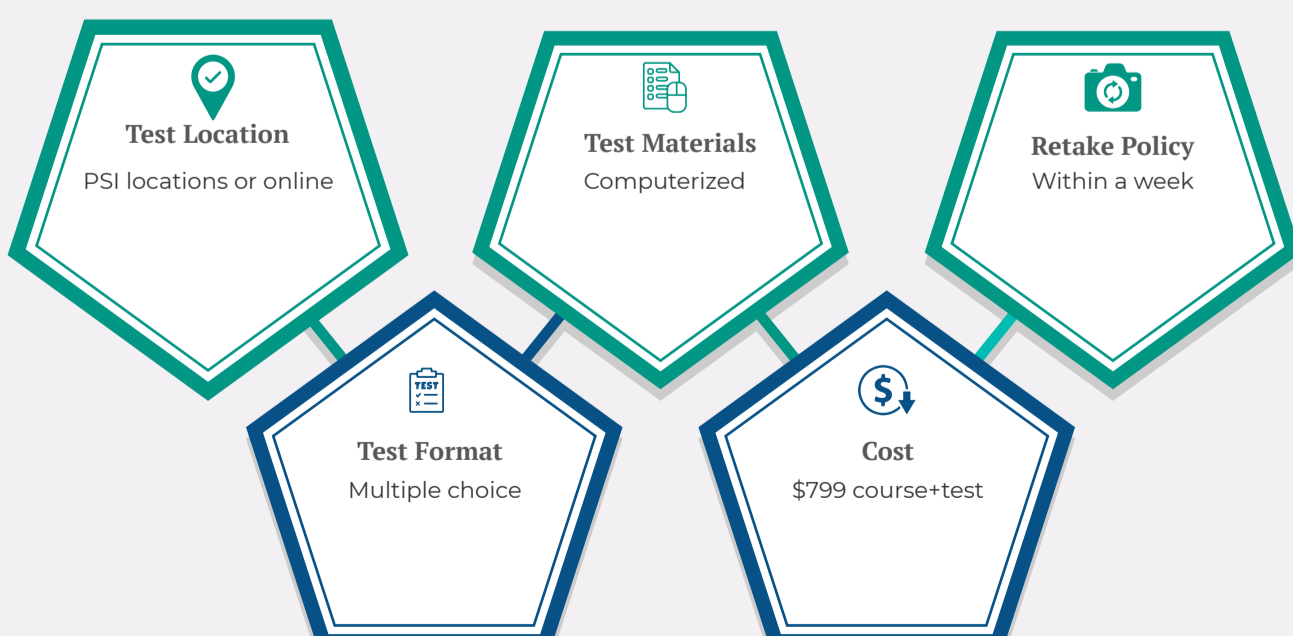 Test Location
PSI locations or online
Test Materials
Computerized
Retake Policy
Within a week
TEST
Test Format
Multiple choice
$
Cost
$799 course+test